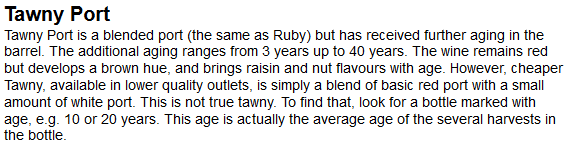 Tawny Port
Tawny Port is a blended port (the same as Ruby) but has received further aging in the
barrel. The additional aging ranges from 3 years up to 40 years. The wine remains red
but develops a brown hue, and brings raisin and nut flavours with age. However, cheaper
Tawny, available in lower quality outlets, is simply a blend of basic red port with a small
amount of white port. This is not true tawny. To find that, look for a bottle marked with
age, e.g. 10 or 20 years. This age is actually the average age of the several harvests in
the bottle.